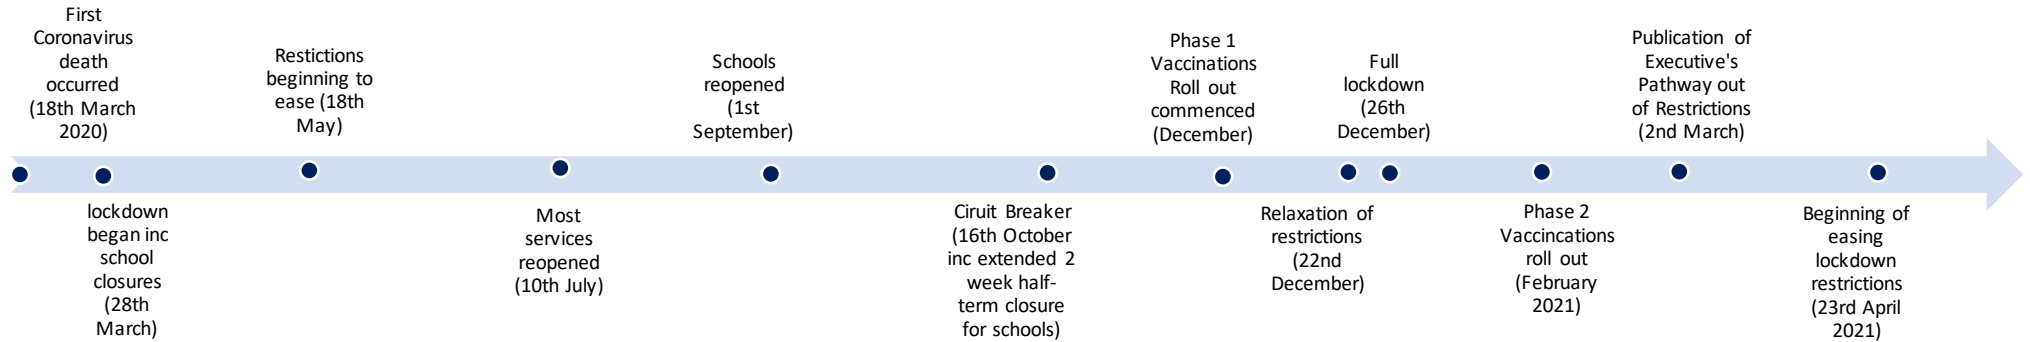 First
Coronavirus
death
occurred
(18th March
2020)
lockdown
began inc
school
closures
(28th
March)
Restictions
beginning to
ease (18th
May)
Most
services
reopened
(10th July)
Schools
reopened
(1st
September)
Ciruit Breaker
(16th October
inc extended 2
week half-
term closure
for schools)
Phase 1
Vaccinations
Roll out
commenced
(December)
Relaxation of
restrictions
(22nd
December)
Full
lockdown
(26th
December)
Phase 2
Vaccincations
roll out
(February
2021)
Publication of
Executive's
Pathway out
of Restrictions
(2nd March)
Beginning of
easing
lockdown
restrictions
(23rd April
2021)